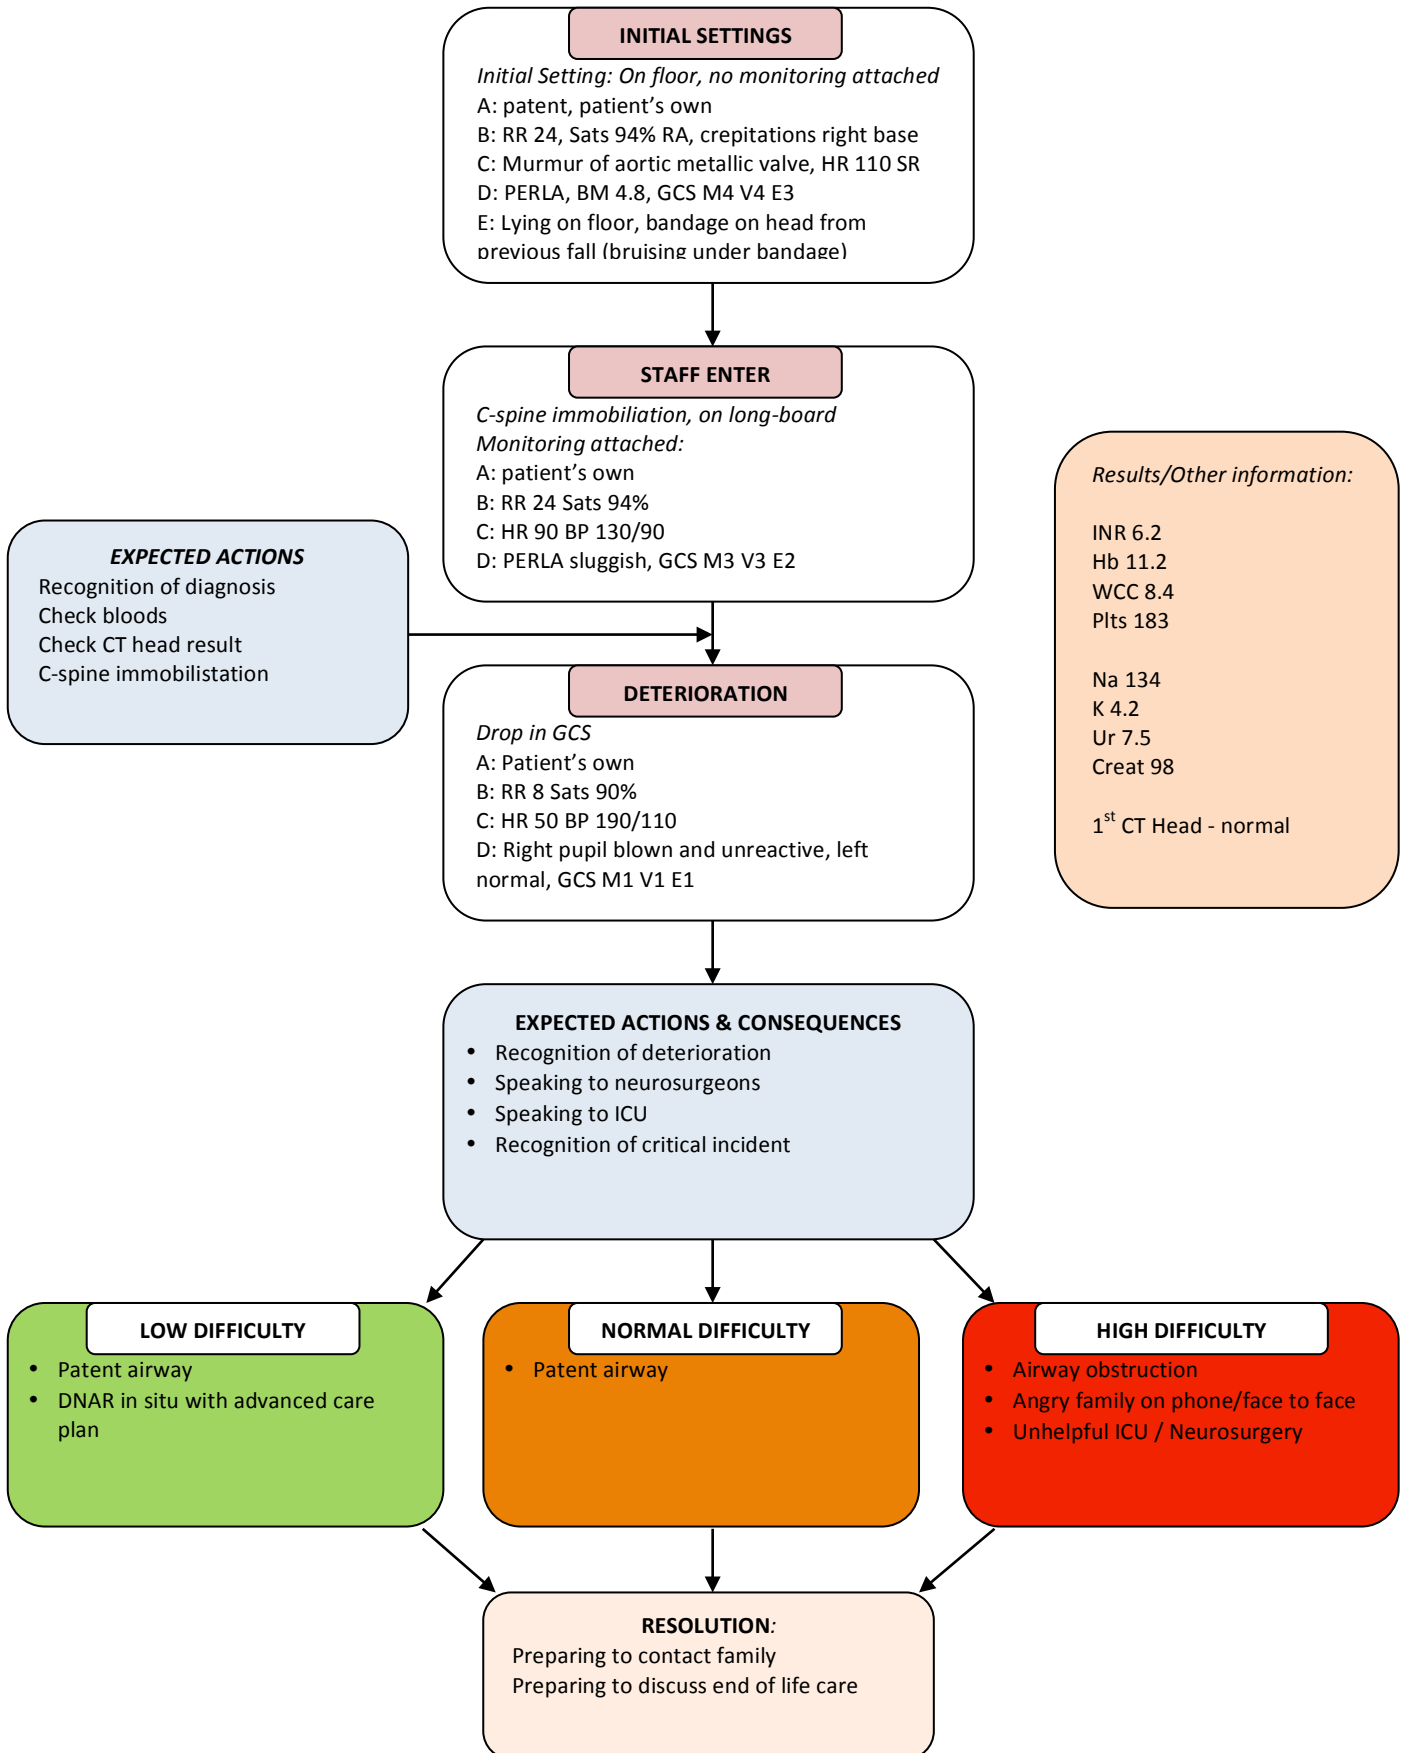 INITIAL SETTINGS
Initial Setting: On floor, no monitoring attached
A: patent, patient’s own
B: RR 24, Sats 94% RA, crepitations right base
C: Murmur of aortic metallic valve, HR 110 SR
D: PERLA, BM 4.8, GCS M4 V4 E3
E: Lying on floor, bandage on head from
previous fall (bruising under bandage)
STAFF ENTER
C-spine immobiliation, on long-board
Monitoring attached:
A: patient’s own
B: RR 24 Sats 94%
C: HR 90 BP 130/90
D: PERLA sluggish, GCS M3 V3 E2
Results/Other information:
INR 6.2
Hb 11.2
WCC 8.4
Plts 183
Na 134
K 4.2
Ur 7.5
Creat 98
1st CT Head - normal
EXPECTED ACTIONS
Recognition of diagnosis
Check bloods
Check CT head result
C-spine immobilistation
DETERIORATION
Drop in GCS
A: Patient’s own
B: RR 8 Sats 90%
C: HR 50 BP 190/110
D: Right pupil blown and unreactive, left
normal, GCS M1 V1 E1
EXPECTED ACTIONS & CONSEQUENCES
• Recognition of deterioration
• Speaking to neurosurgeons
• Speaking to ICU
• Recognition of critical incident
LOW DIFFICULTY
• Patent airway
• DNAR in situ with advanced care
plan
NORMAL DIFFICULTY
• Patent airway
HIGH DIFFICULTY
• Airway obstruction
• Angry family on phone/face to face
• Unhelpful ICU / Neurosurgery
RESOLUTION:
Preparing to contact family
Preparing to discuss end of life care